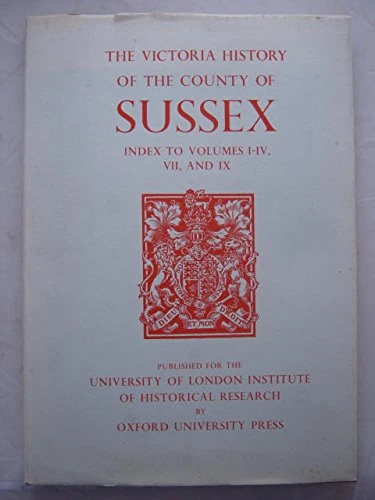 THE VICTORIA HISTORY
OF THE COUNTY OF
SUSSEX
INDEX TO VOLUMES I-IV,
VII, AND IX
DIEU
ET MON
DROIT
PUBLISHED FOR THE
UNIVERSITY OF LONDON INSTITUTE
OF HISTORICAL RESEARCH
BY
OXFORD UNIVERSITY PRESS